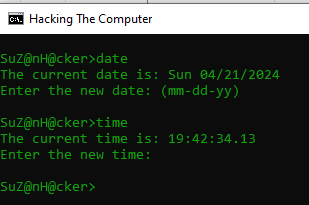 Hacking The Computer
SuZ@nH@cker>date
The current date is: Sun 04/21/2024
Enter the new date: (mm-dd-yy)
SuZ@nH@cker>time
The current time is: 19:42:34.13
Enter the new time:
SuZ@nH@cker>